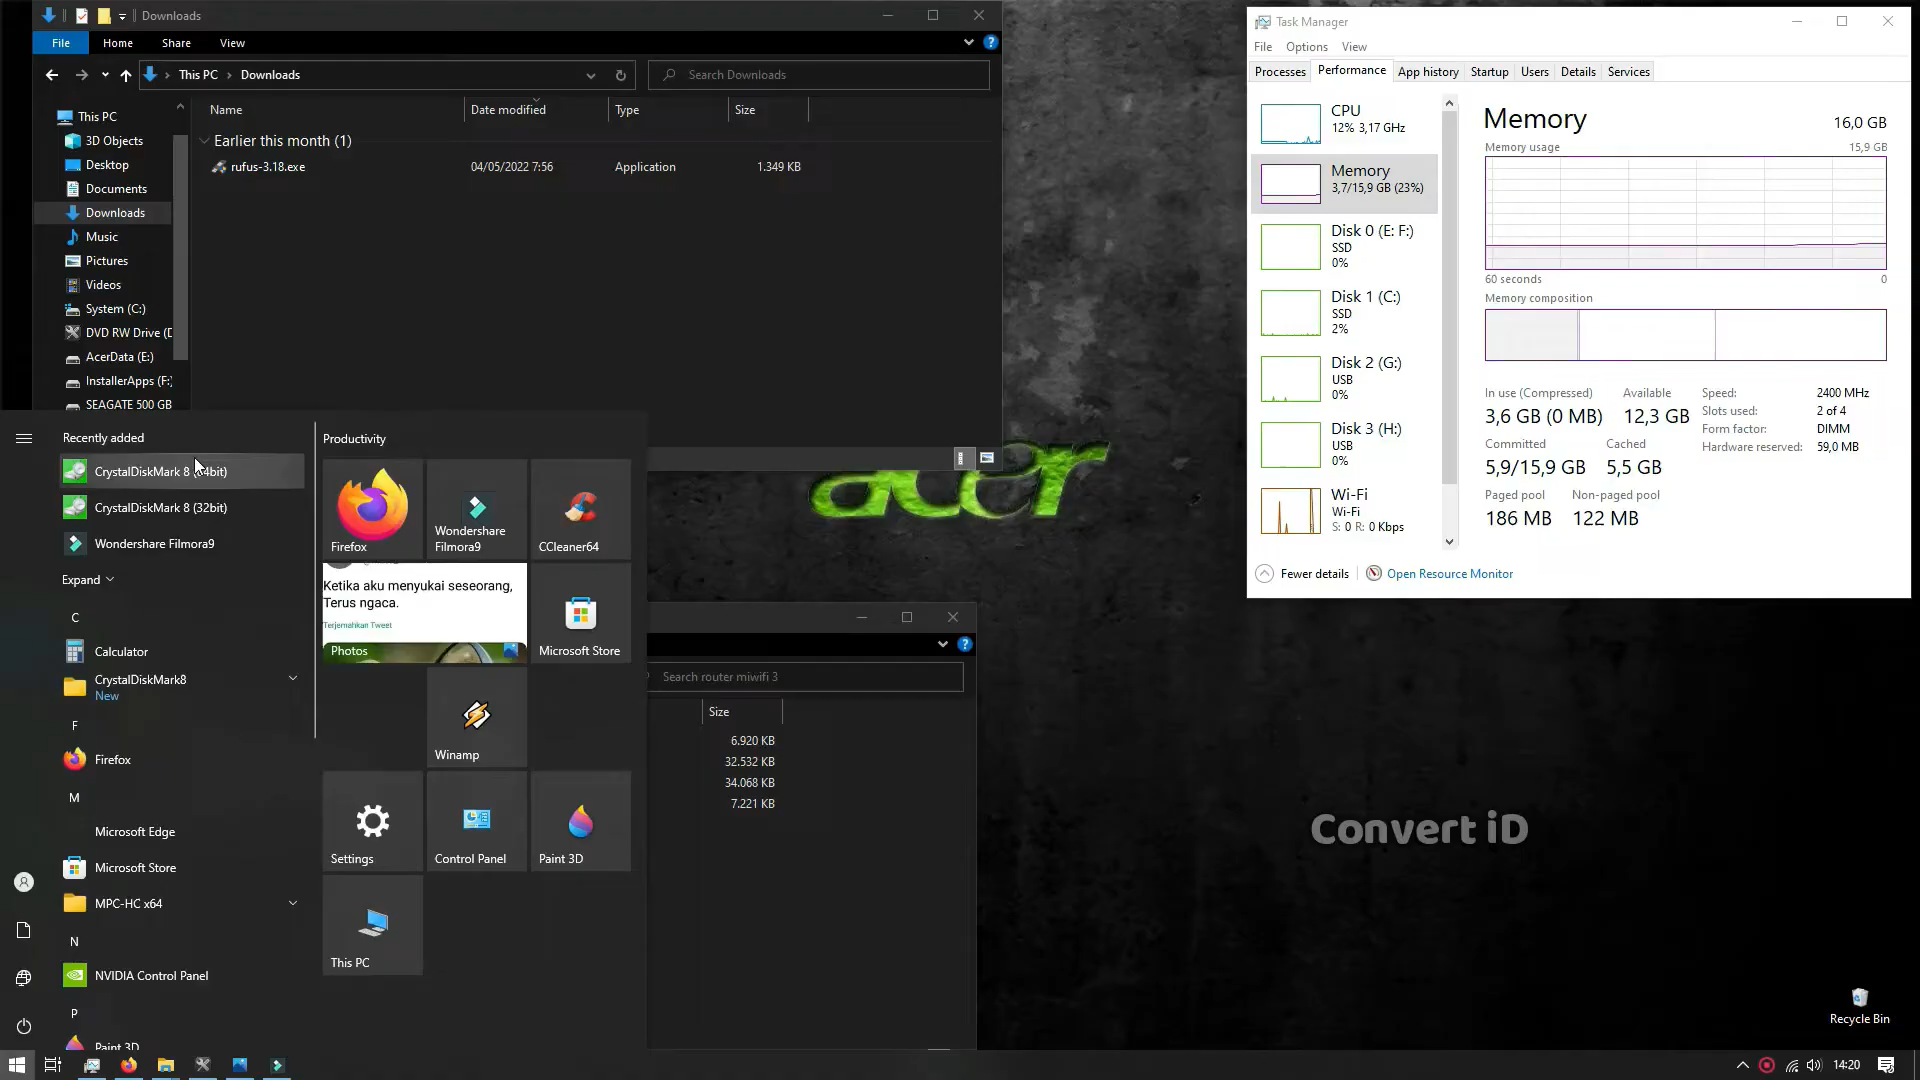 Downloads
File
Home
Share
View
This PC
Downloads
Search Downloads
This PC
3D Objects
Desktop
Documents
Downloads
Music
Pictures
Videos
System (C:)
DVD RW Drive (D
AcerData (E:)
InstallerApps (F:
SEAGATE 500 GB
Name
Date modified
Type
Size
Earlier this month (1)
rufus-3.18.exe
04/05/2022 7:56
Application
1.349 KB
Task Manager
File
Options
View
Processes
Performance
App history
Startup
Users
Details
Services
CPU
12% 3,17 GHz
Memory
3,7/15,9 GB (23%)
Disk 0 (E: F:)
SSD
0%
Disk 1 (C:)
SSD
2%
Disk 2 (G:)
USB
0%
Disk 3 (H:)
USB
0%
Wi-Fi
Wi-Fi
S: 0 R: 0 Kbps
Memory
16,0 GB
Memory usage
15,9 GB
60 seconds
0
Memory composition
In use (Compressed)
3,6 GB (0 MB)
Available
12,3 GB
Committed
5,9/15,9 GB
Cached
5,5 GB
Paged pool
186 MB
Non-paged pool
122 MB
Speed:
2400 MHz
Slots used:
2 of 4
Form factor:
DIMM
Hardware reserved:
59,0 MB
Fewer details
Open Resource Monitor
Recently added
CrystalDiskMark 8 (64bit)
CrystalDiskMark 8 (32bit)
Wondershare Filmora9
Expand
C
Calculator
CrystalDiskMark8
New
F
Firefox
M
Microsoft Edge
Microsoft Store
MPC-HC x64
N
NVIDIA Control Panel
P
Paint 3D
Productivity
Firefox
Wondershare
Filmora9
CCleaner64
Ketika aku menyukai seseorang,
Terus ngaca.
Terjemahkan Tweet
Photos
Microsoft Store
Winamp
Settings
Control Panel
Paint 3D
This PC
acer
Search router miwifi 3
Size
6.920 KB
32.532 KB
34.068 KB
7.221 KB
Convert iD
Recycle Bin
14:20